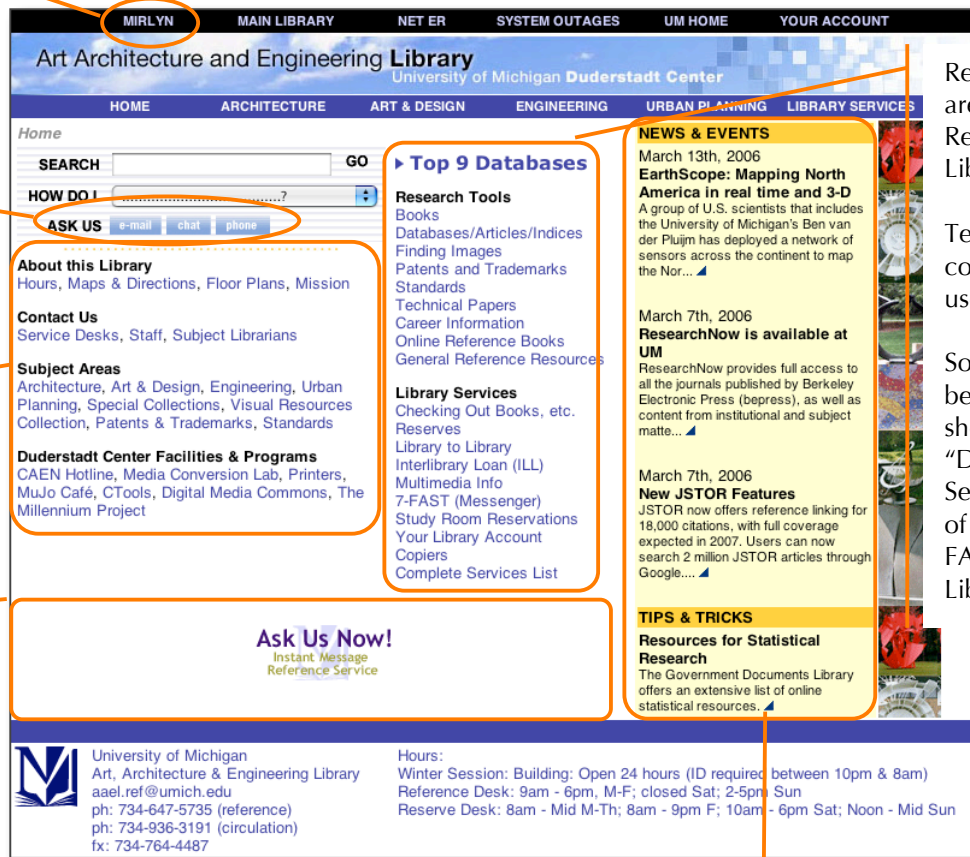 MIRLYN MAIN LIBRARY NET ER SYSTEM OUTAGES UM HOME YOUR ACCOUNT
Art Architecture and Engineering Library
University of Michigan Duderstadt Center
HOME ARCHITECTURE ART & DESIGN ENGINEERING URBAN PLANNING LIBRARY SERVICES
Home
SEARCH GO
HOW DO I ......................................?
ASK US e-mail chat phone
About this Library
Hours, Maps & Directions, Floor Plans, Mission
Contact Us
Service Desks, Staff, Subject Librarians
Subject Areas
Architecture, Art & Design, Engineering, Urban
Planning, Special Collections, Visual Resources
Collection, Patents & Trademarks, Standards
Duderstadt Center Facilities & Programs
CAEN Hotline, Media Conversion Lab, Printers,
MuJo Café, CTools, Digital Media Commons, The
Millennium Project
Top 9 Databases
Research Tools
Books
Databases/Articles/Indices
Finding Images
Patents and Trademarks
Standards
Technical Papers
Career Information
Online Reference Books
General Reference Resources
Library Services
Checking Out Books, etc.
Reserves
Library to Library
Interlibrary Loan (ILL)
Multimedia Info
7-FAST (Messenger)
Study Room Reservations
Your Library Account
Copiers
Complete Services List
NEWS & EVENTS
March 13th, 2006
EarthScope: Mapping North
America in real time and 3-D
A group of U.S. scientists that includes
the University of Michigan's Ben van
der Pluijm has deployed a network of
sensors across the continent to map
the Nor...
March 7th, 2006
ResearchNow is available at
UM
ResearchNow provides full access to
all the journals published by Berkeley
Electronic Press (bepress), as well as
content from institutional and subject
matte...
March 7th, 2006
New JSTOR Features
JSTOR now offers reference linking for
18,000 citations, with full coverage
expected in 2007. Users can now
search 2 million JSTOR articles through
Google....
TIPS & TRICKS
Resources for Statistical
Research
The Government Documents Library
offers an extensive list of online
statistical resources.
Ask Us Now!
Instant Message
Reference Service
University of Michigan
Art, Architecture & Engineering Library
aael.ref@umich.edu
ph: 734-647-5735 (reference)
ph: 734-936-3191 (circulation)
fx: 734-764-4487
Hours:
Winter Session: Building: Open 24 hours (ID required between 10pm & 8am)
Reference Desk: 9am - 6pm, M-F; closed Sat; 2-5pm Sun
Reserve Desk: 8am - Mid M-Th; 8am - 9pm F; 10am - 6pm Sat; Noon - Mid Sun